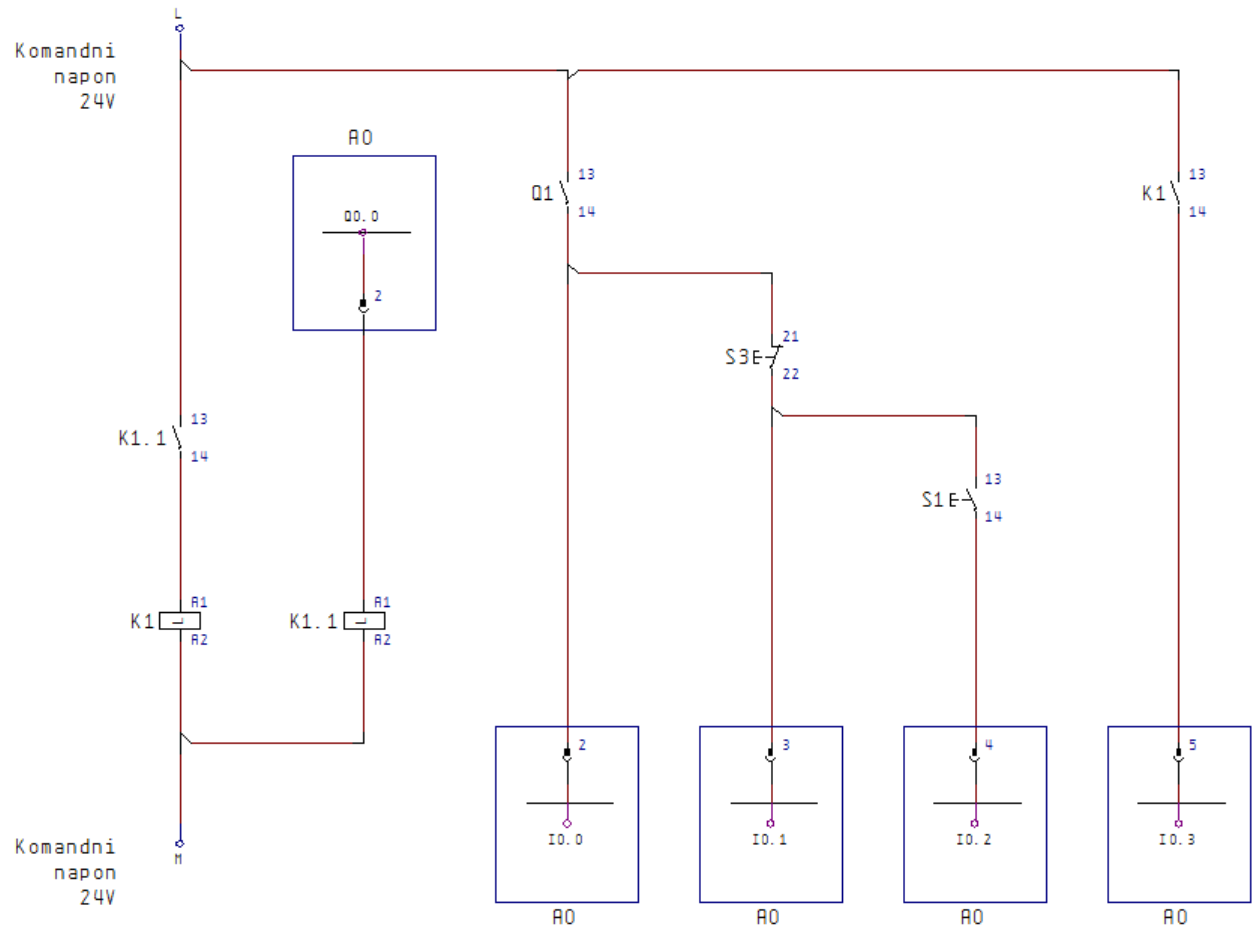 L
Komandni
napon
24V
A0
Q0.0
2
Q1
13
14
K1
13
14
S3
21
22
K1.1
13
14
S1
13
14
K1
A1
A2
K1.1
A1
A2
2
3
4
5
I0.0
I0.1
I0.2
I0.3
M
Komandni
napon
24V
A0
A0
A0
A0